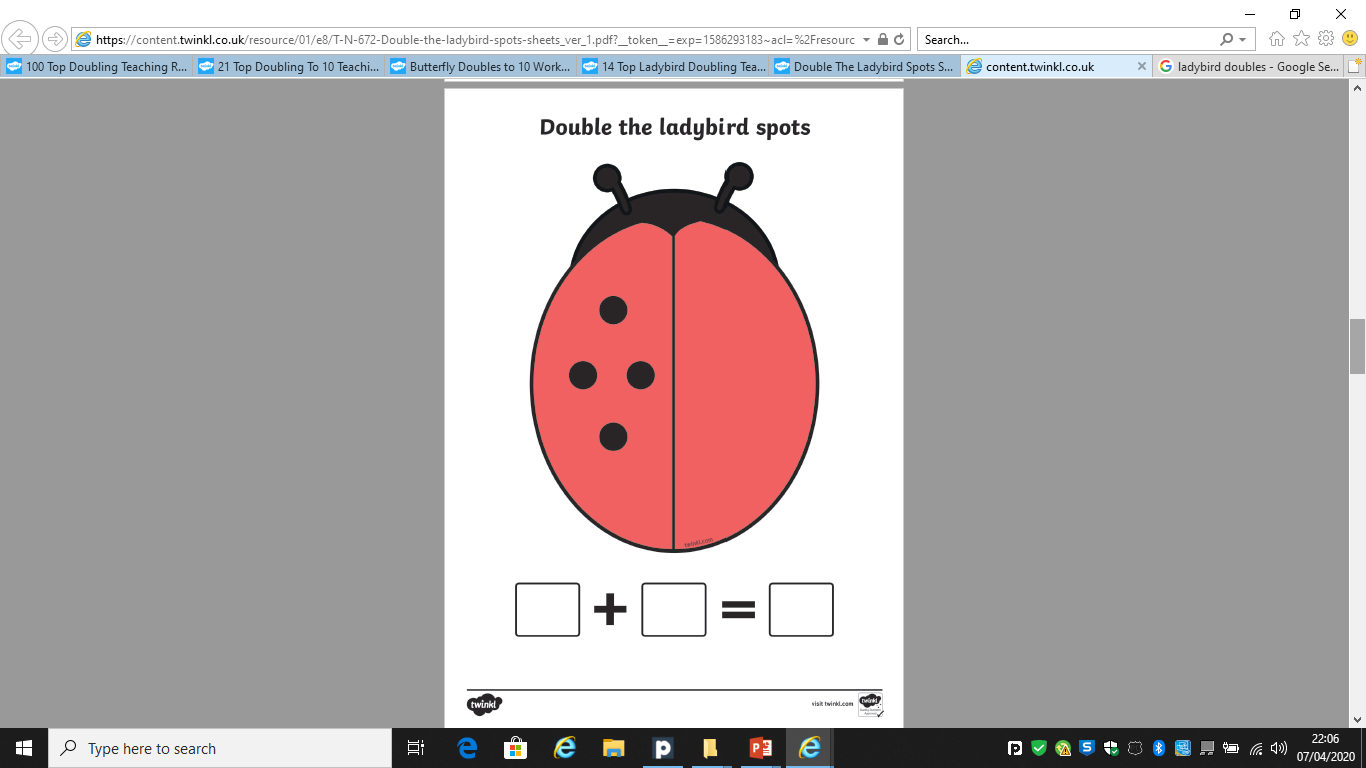 https://content.twinkl.co.uk/resource/01/e8/T-N-672-Double-the-ladybird-spots-sheets_ver_1.pdf?__token__=exp=1586293183~acl=%2Fresourc
Search...
100 Top Doubling Teaching R...
21 Top Doubling To 10 Teachi...
Butterfly Doubles to 10 Work...
14 Top Ladybird Doubling Tea...
Double The Ladybird Spots S...
content.twinkl.co.uk
ladybird doubles - Google Se...
Double the ladybird spots
twinkl.com
+ =
twinkl
visit twinkl.com
twinkl
Type here to search
22:06
07/04/2020